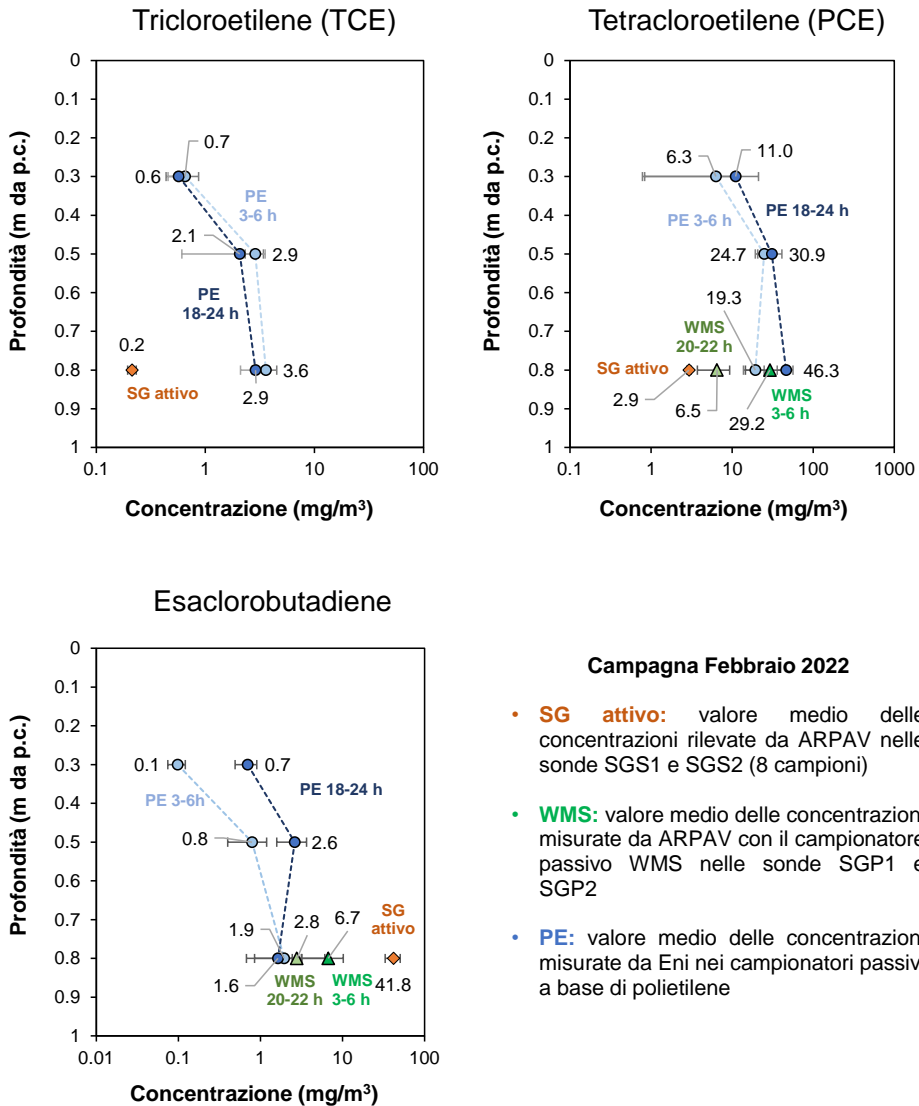 Tricloroetilene (TCE)
0
0.1
0.2
0.3
0.4
0.5
0.6
0.7
0.8
0.9
1
0.1
1
10
100
Profondità (m da p.c.)
Concentrazione (mg/m³)
0.7
0.6
PE
3-6 h
2.1
2.9
PE
18-24 h
0.2
SG attivo
3.6
2.9
Tetracloroetilene (PCE)
0
0.1
0.2
0.3
0.4
0.5
0.6
0.7
0.8
0.9
1
0.1
1
10
100
1000
Profondità (m da p.c.)
Concentrazione (mg/m³)
6.3
11.0
PE 3-6 h
PE 18-24 h
24.7
30.9
19.3
WMS
20-22 h
SG attivo
46.3
2.9
6.5
29.2
WMS
3-6 h
Esaclorobutadiene
0
0.1
0.2
0.3
0.4
0.5
0.6
0.7
0.8
0.9
1
0.01
0.1
1
10
100
Profondità (m da p.c.)
Concentrazione (mg/m³)
0.1
0.7
PE 3-6h
PE 18-24 h
0.8
2.6
1.9
2.8
6.7
SG
attivo
1.6
WMS
20-22 h
WMS
3-6 h
41.8
Campagna Febbraio 2022
• SG attivo: valore medio delle
concentrazioni rilevate da ARPAV nelle
sonde SGS1 e SGS2 (8 campioni)
• WMS: valore medio delle concentrazion
misurate da ARPAV con il campionatore
passivo WMS nelle sonde SGP1 e
SGP2
• PE: valore medio delle concentrazion
misurate da Eni nei campionatori passiv
a base di polietilene